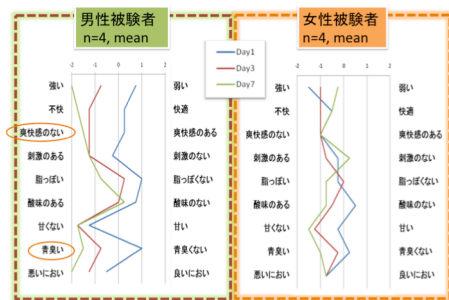 男性被験者
n=4, mean
女性被験者
n=4, mean
Day1
Day3
Day7
-2 -1 0 1 2
強い 弱い
不快 快適
爽快感のない 爽快感のある
刺激のある 刺激のない
脂っぽい 脂っぽくない
酸味のある 酸味のない
甘くない 甘い
青臭い 青臭くない
悪いにおい 良いにおい
-2 -1 0 1 2
強い 弱い
不快 快適
爽快感のない 爽快感のある
刺激のある 刺激のない
脂っぽい 脂っぽくない
酸味のある 酸味のない
甘くない 甘い
青臭い 青臭くない
悪いにおい 良いにおい